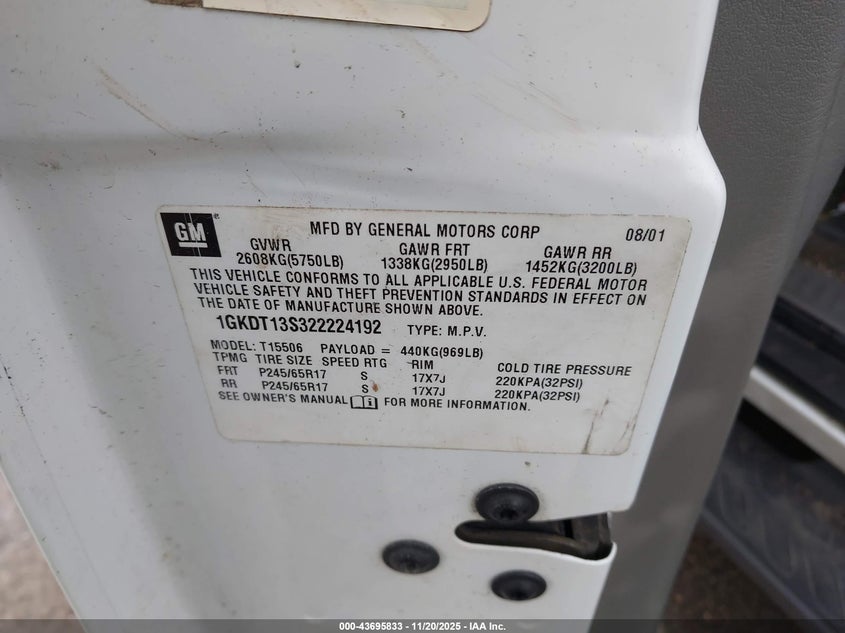 GM ® MFD BY GENERAL MOTORS CORP 08/01
GVWR GAWR FRT GAWR RR
2608KG(5750LB) 1338KG(2950LB) 1452KG(3200LB)
THIS VEHICLE CONFORMS TO ALL APPLICABLE U.S. FEDERAL MOTOR
VEHICLE SAFETY AND THEFT PREVENTION STANDARDS IN EFFECT ON
THE DATE OF MANUFACTURE SHOWN ABOVE.
1GKDT13S322224192 TYPE: M.P.V.
MODEL: T15506 PAYLOAD = 440KG(969LB)
TPMG TIRE SIZE SPEED RTG RIM COLD TIRE PRESSURE
FRT P245/65R17 S 17X7J 220KPA(32PSI)
RR P245/65R17 S 17X7J 220KPA(32PSI)
SEE OWNER'S MANUAL FOR MORE INFORMATION.
000-43695833 - 11/20/2025 - IAA Inc.